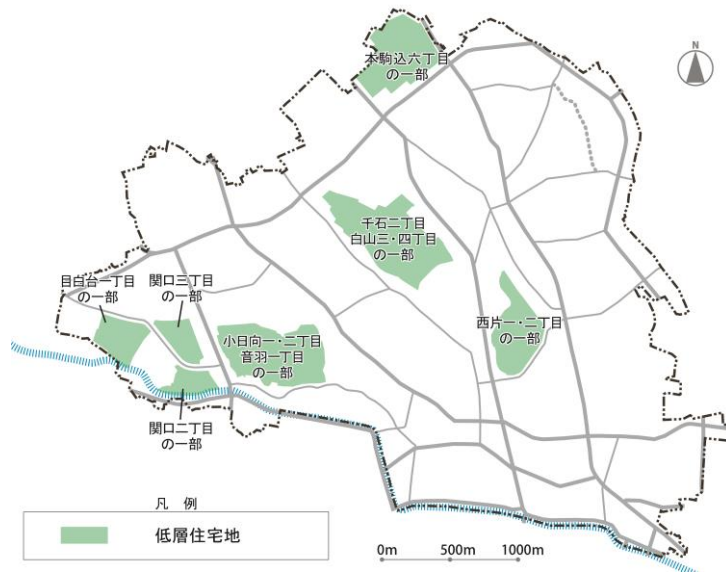 N
本駒込六丁目
の一部
千石二丁目
白山三・四丁目
の一部
目白台一丁目
の一部
関口三丁目
の一部
西片一・二丁目
の一部
小日向一・二丁目
音羽一丁目
の一部
関口二丁目
の一部
凡 例
低層住宅地
0m 500m 1000m